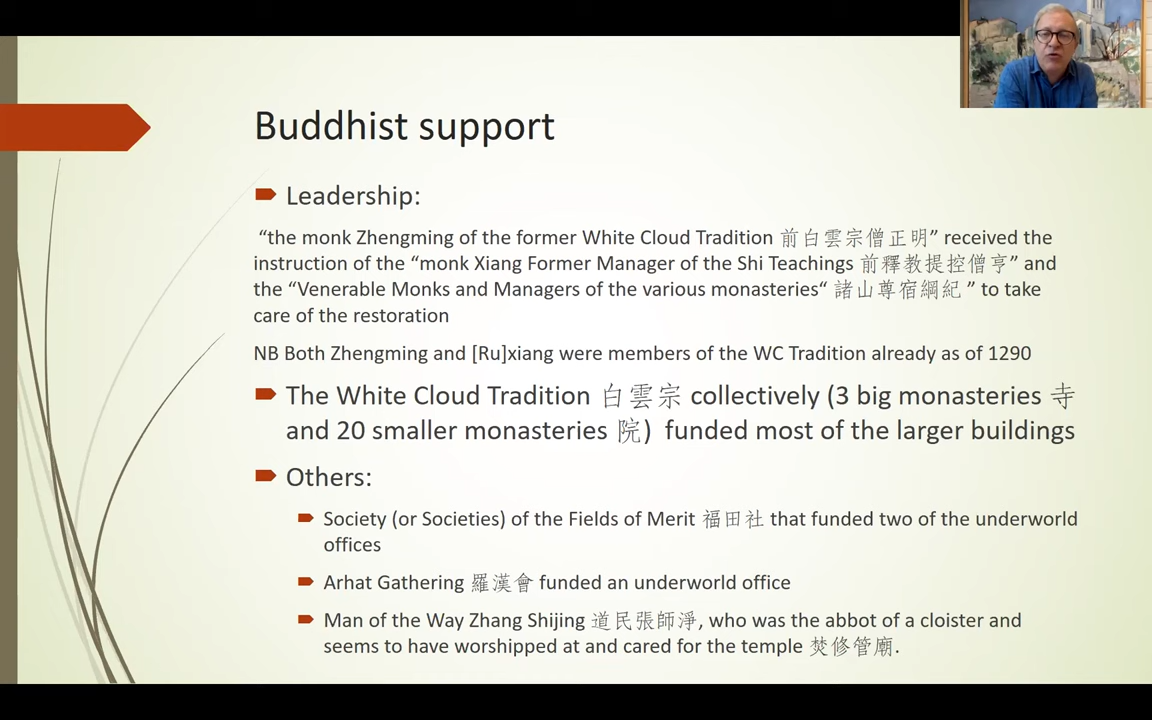 Buddhist support
Leadership:
“the monk Zhengming of the former White Cloud Tradition 前白雲宗僧正明” received the
instruction of the “monk Xiang Former Manager of the Shi Teachings 前釋教提控僧亨” and
the “Venerable Monks and Managers of the various monasteries“ 諸山尊宿綱紀 ” to take
care of the restoration
NB Both Zhengming and [Ru]xiang were members of the WC Tradition already as of 1290
The White Cloud Tradition 白雲宗 collectively (3 big monasteries 寺
and 20 smaller monasteries 院) funded most of the larger buildings
Others:
Society (or Societies) of the Fields of Merit 福田社 that funded two of the underworld
offices
Arhat Gathering 羅漢會 funded an underworld office
Man of the Way Zhang Shijing 道民張師淨, who was the abbot of a cloister and
seems to have worshipped at and cared for the temple 焚修管廟.